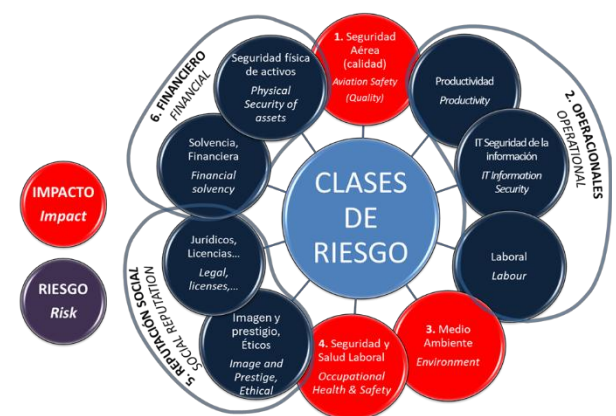 1. Seguridad
Aérea
(calidad)
Aviation Safety
(Quality)
Productividad
Productivity
2. OPERACIONALES
OPERATIONAL
IT Seguridad de la
información
IT Information
Security
Laboral
Labour
3. Medio
Ambiente
Environment
4. Seguridad y
Salud Laboral
Occupational
Health & Safety
Imagen y
prestigio,
Éticos
Image and
Prestige,
Ethical
5. REPUTACIÓN SOCIAL
SOCIAL REPUTATION
Jurídicos,
Licencias...
Legal,
licenses,...
Solvencia,
Financiera
Financial
solvency
6. FINANCIERO
FINANCIAL
Seguridad física
de activos
Physical
Security of
assets
CLASES
DE
RIESGO
IMPACTO
Impact
RIESGO
Risk